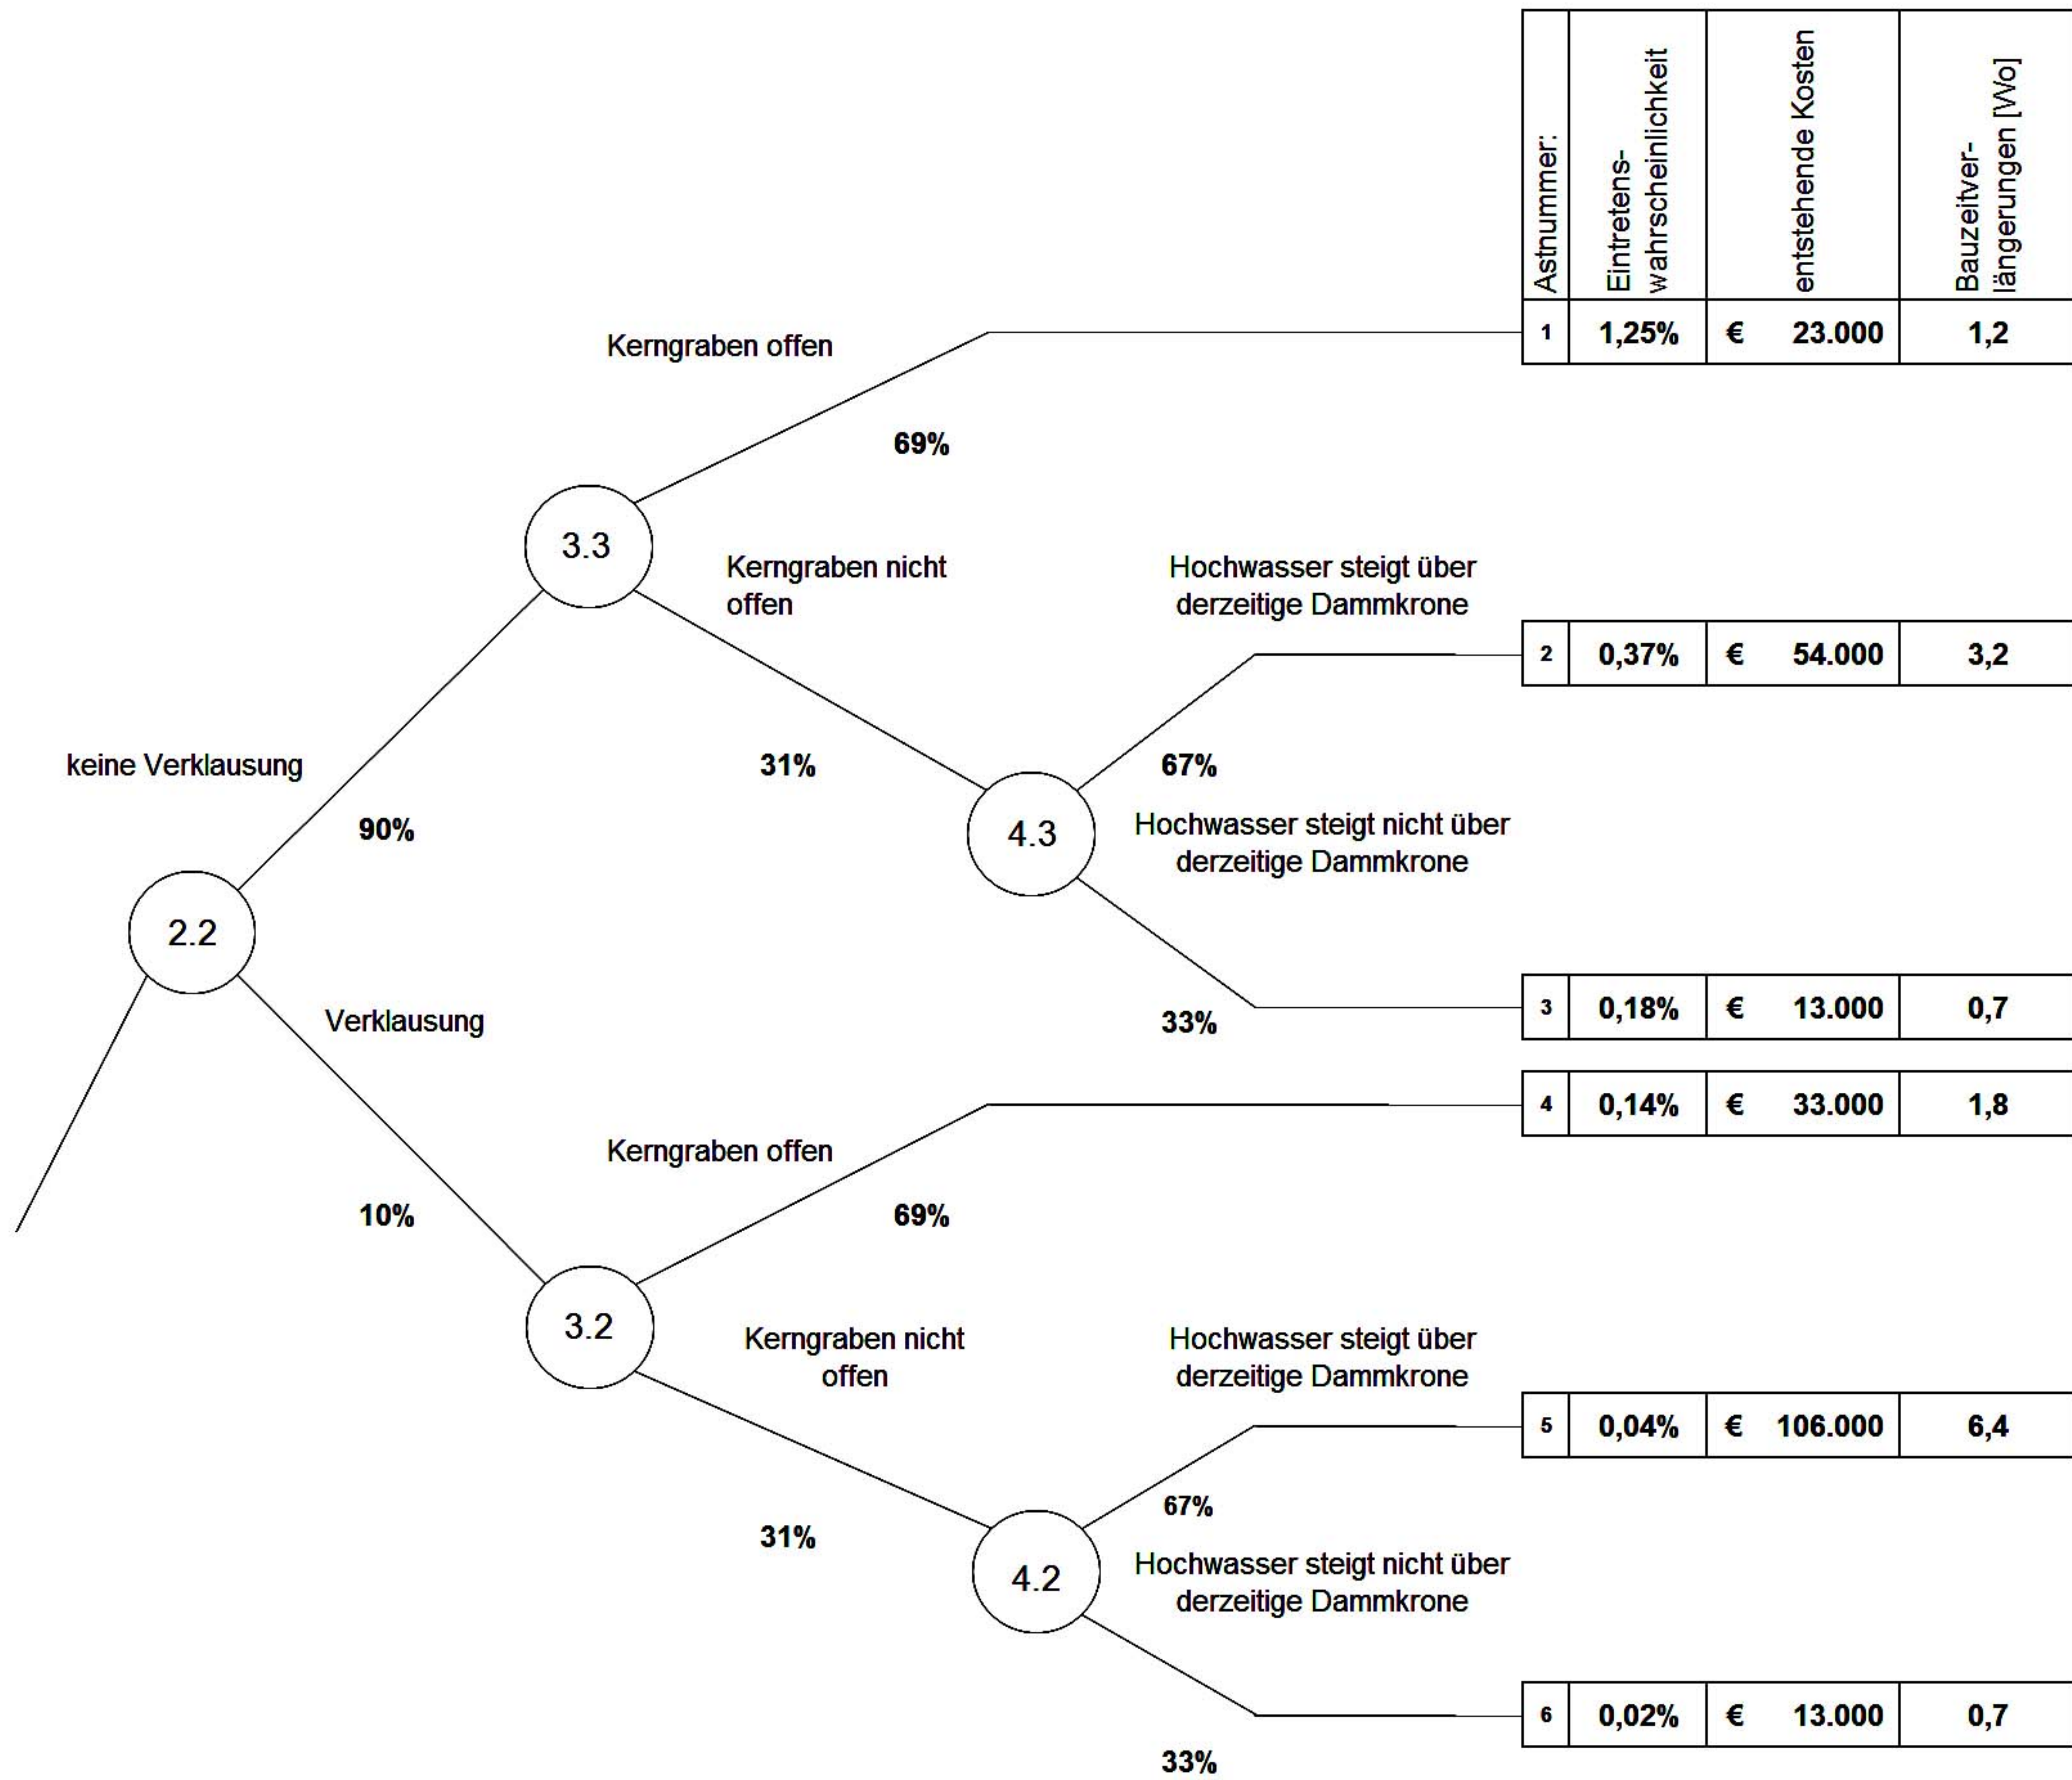 Astnummer:
Eintretens-
wahrscheinlichkeit
entstehende Kosten
Bauzeitver-
längerungen [Wo]
Kerngraben offen
1 1,25% € 23.000 1,2
69%
3.3
Kerngraben nicht
offen
Hochwasser steigt über
derzeitige Dammkrone
2 0,37% € 54.000 3,2
keine Verklausung
31%
67%
90%
4.3
Hochwasser steigt nicht über
derzeitige Dammkrone
2.2
Verklausung
33%
3 0,18% € 13.000 0,7
4 0,14% € 33.000 1,8
Kerngraben offen
10%
69%
3.2
Kerngraben nicht
offen
Hochwasser steigt über
derzeitige Dammkrone
5 0,04% € 106.000 6,4
67%
31%
4.2
Hochwasser steigt nicht über
derzeitige Dammkrone
6 0,02% € 13.000 0,7
33%